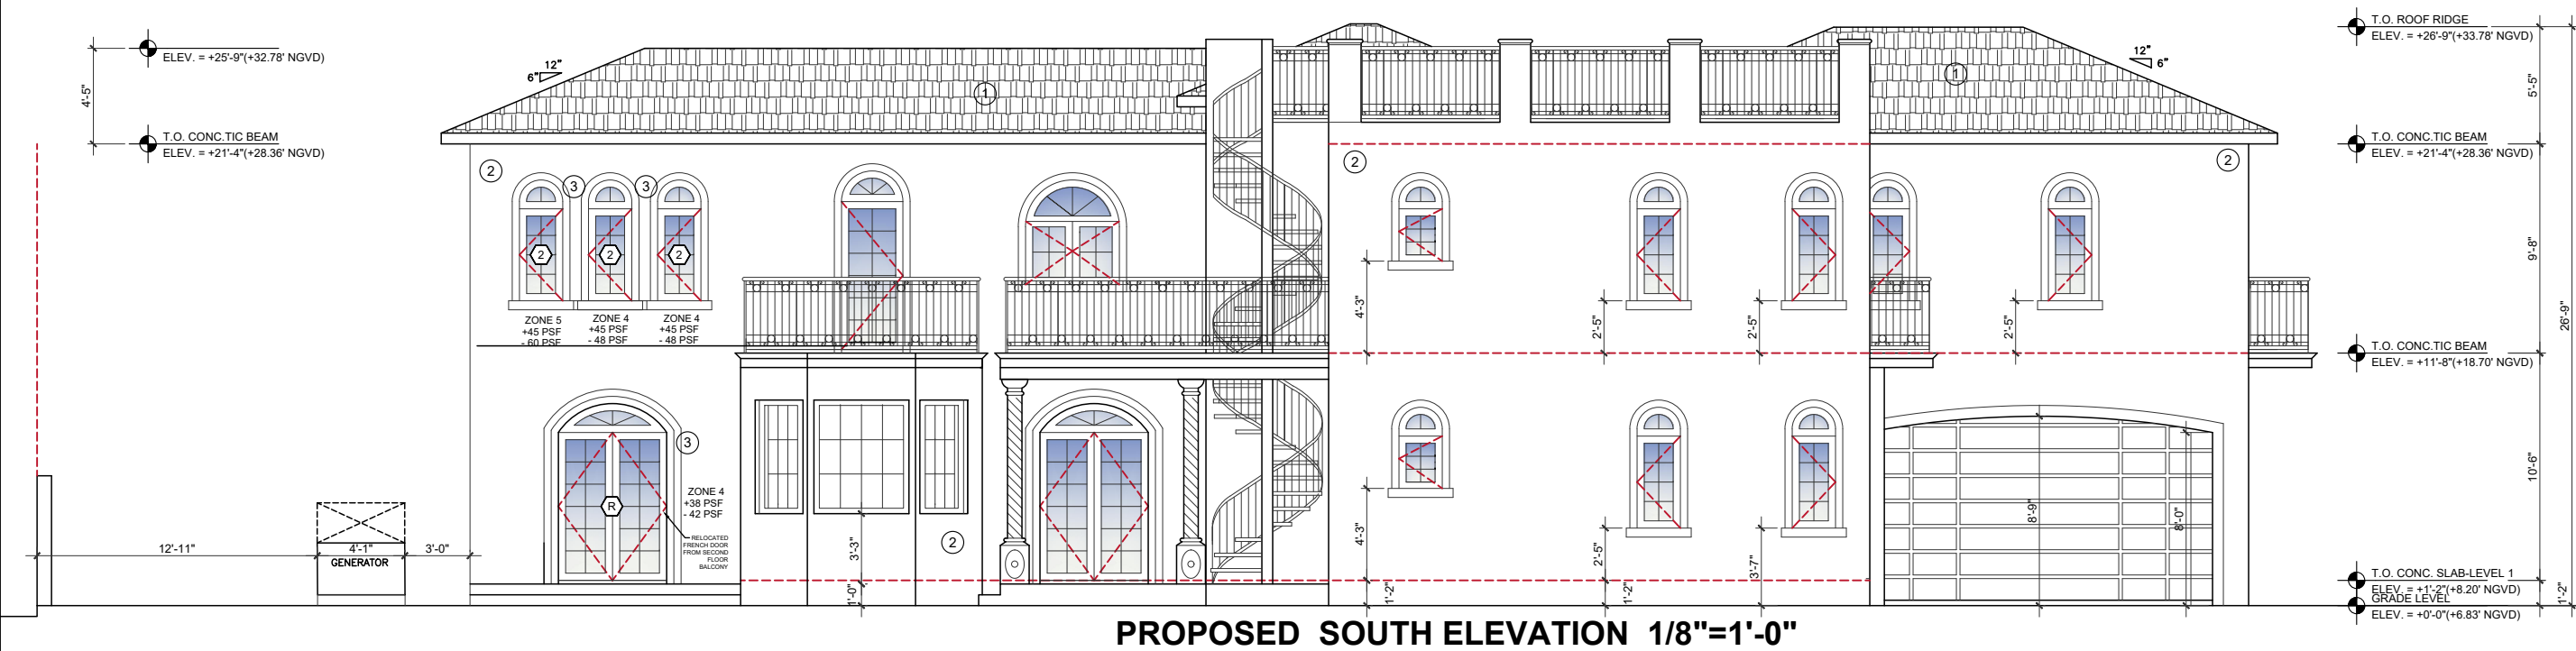 ELEV. = +25'-9"(+32.78' NGVD)
4'-5"
T.O. CONC.TIC BEAM
ELEV. = +21'-4"(+28.36' NGVD)
12"
6"
1
2
3
3
2
2
2
ZONE 5
+45 PSF
- 60 PSF
ZONE 4
+45 PSF
- 48 PSF
ZONE 4
+45 PSF
- 48 PSF
3
R
ZONE 4
+38 PSF
- 42 PSF
RELOCATED
FRENCH DOOR
FROM SECOND
FLOOR
BALCONY
12'-11"
4'-1"
3'-0"
GENERATOR
3'-3"
1'-0"
2
2
4'-3"
2'-5"
2'-5"
2'-5"
4'-3"
2'-5"
3'-7"
1'-2"
1'-2"
8'-9"
8'-0"
1
12"
6"
2
T.O. ROOF RIDGE
ELEV. = +26'-9"(+33.78' NGVD)
5'-5"
T.O. CONC.TIC BEAM
ELEV. = +21'-4"(+28.36' NGVD)
9'-8"
26'-9"
T.O. CONC.TIC BEAM
ELEV. = +11'-8"(+18.70' NGVD)
10'-6"
T.O. CONC. SLAB-LEVEL 1
ELEV. = +1'-2"(+8.20' NGVD)
GRADE LEVEL
ELEV. = +0'-0"(+6.83' NGVD)
1'-2"
PROPOSED SOUTH ELEVATION 1/8"=1'-0"